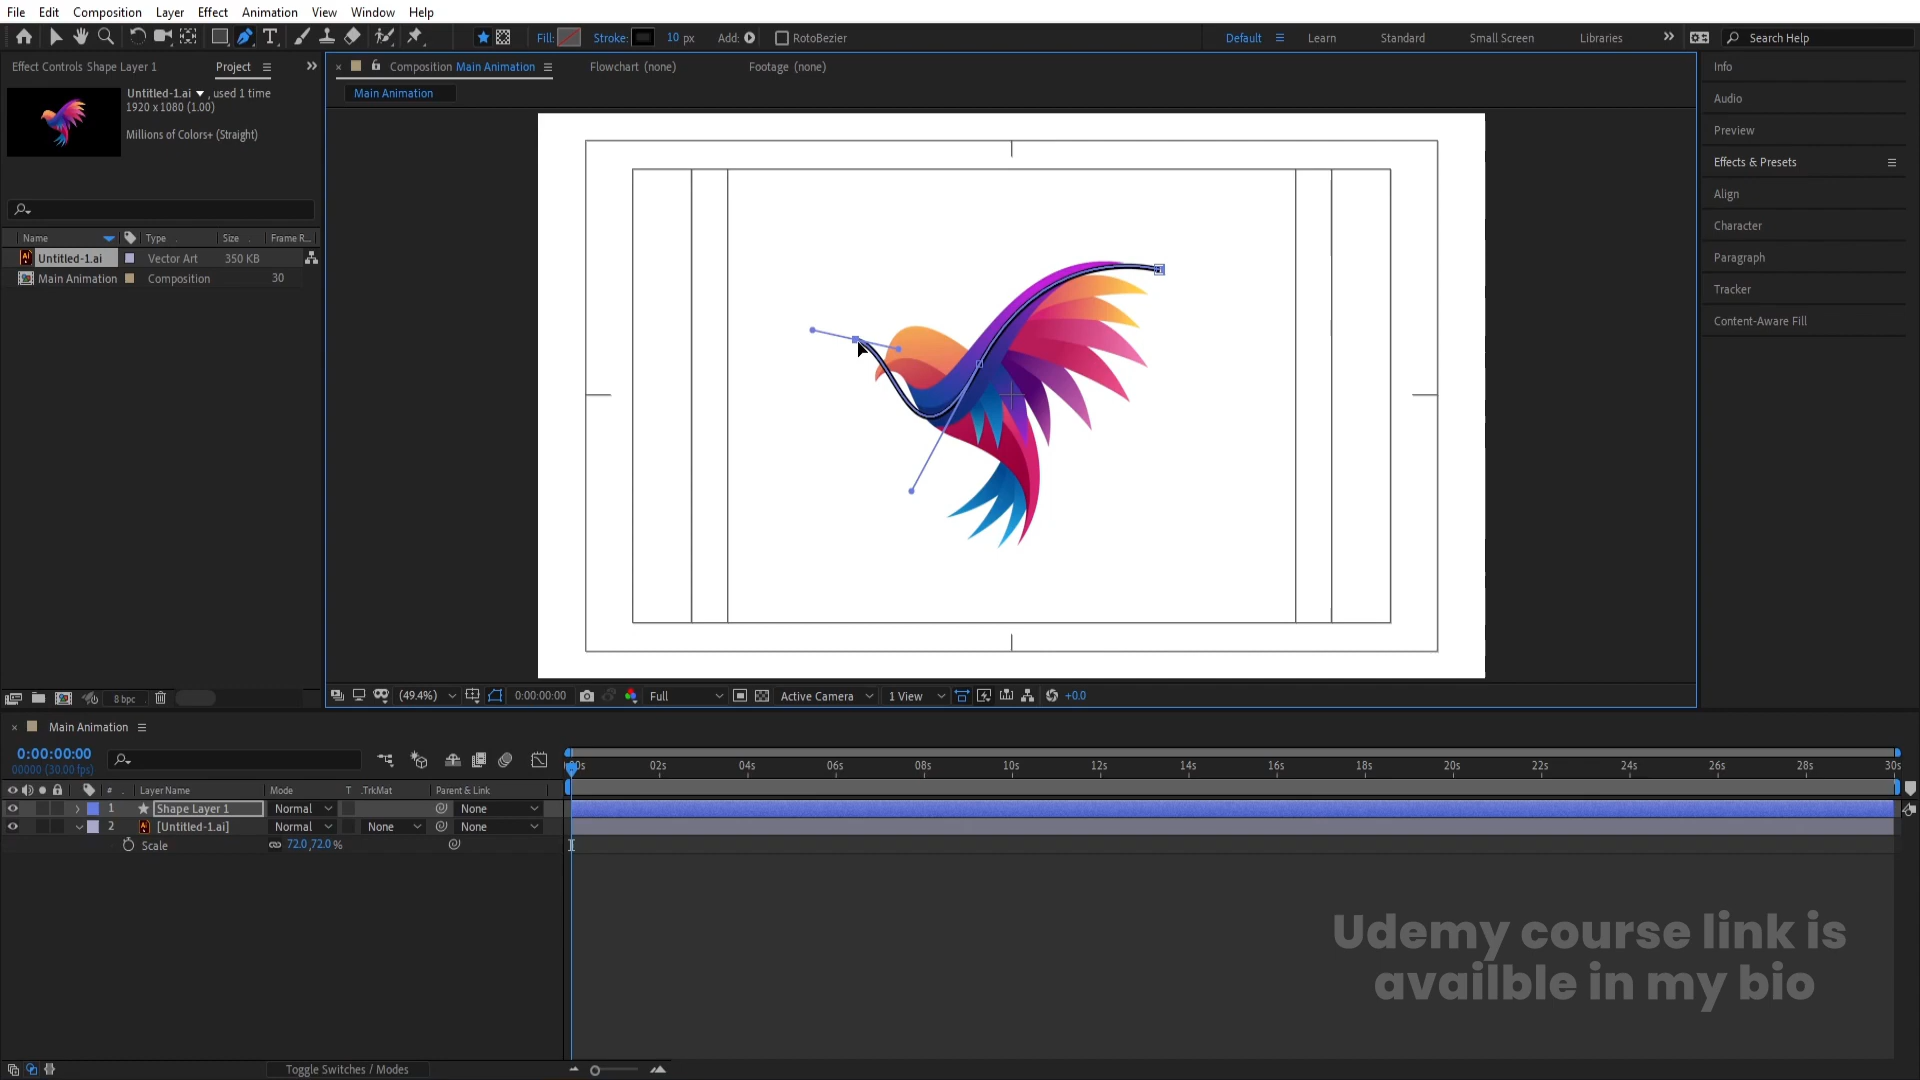 File Edit Composition Layer Effect Animation View Window Help
Fill: Stroke: 10 px Add: RotoBezier Default Learn Standard Small Screen Libraries Search Help
Effect Controls Shape Layer 1 Project
Untitled-1.ai , used 1 time
1920 x 1080 (1.00)
Millions of Colors+ (Straight)
Name Type Size Frame R...
Untitled-1.ai Vector Art 350 KB
Main Animation Composition 30
8 bpc
Composition Main Animation Flowchart (none) Footage (none)
Main Animation
(49.4%) 0:00:00:00 Full Active Camera 1 View +0.0
Info
Audio
Preview
Effects & Presets
Align
Character
Paragraph
Tracker
Content-Aware Fill
Main Animation
0:00:00:00
00000 (30.00 fps)
02s 04s 06s 08s 10s 12s 14s 16s 18s 20s 22s 24s 26s 28s 30s
# Layer Name Mode T .TrkMat Parent & Link
1 Shape Layer 1 Normal None
2 [Untitled-1.ai] Normal None None
Scale 72.0,72.0 %
Toggle Switches / Modes
Udemy course link is
availble in my bio